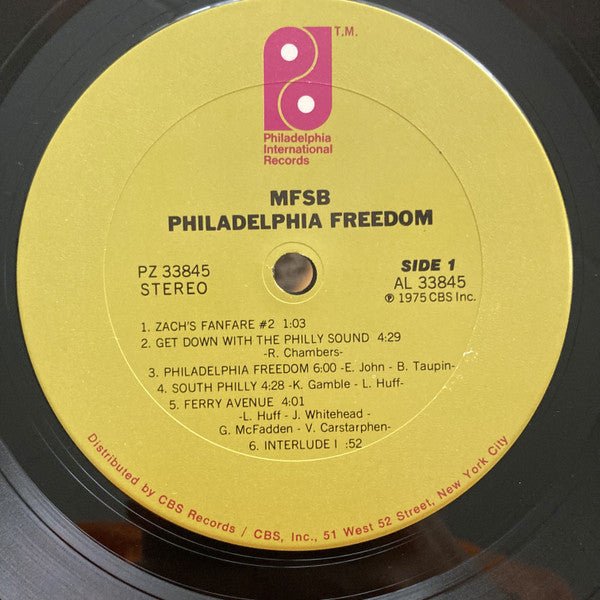 T.M.
Philadelphia
International
Records
MFSB
PHILADELPHIA FREEDOM
PZ 33845
STEREO
SIDE 1
AL 33845
℗ 1975 CBS Inc.
1. ZACH'S FANFARE #2 1:03
2. GET DOWN WITH THE PHILLY SOUND 4:29
-R. Chambers-
3. PHILADELPHIA FREEDOM 6:00 -E. John - B. Taupin-
4. SOUTH PHILLY 4:28 -K. Gamble - L. Huff-
5. FERRY AVENUE 4:01
-L. Huff - J. Whitehead -
G. McFadden - V. Carstarphen-
6. INTERLUDE I :52
Distributed by CBS Records / CBS, Inc., 51 West 52 Street, New York City